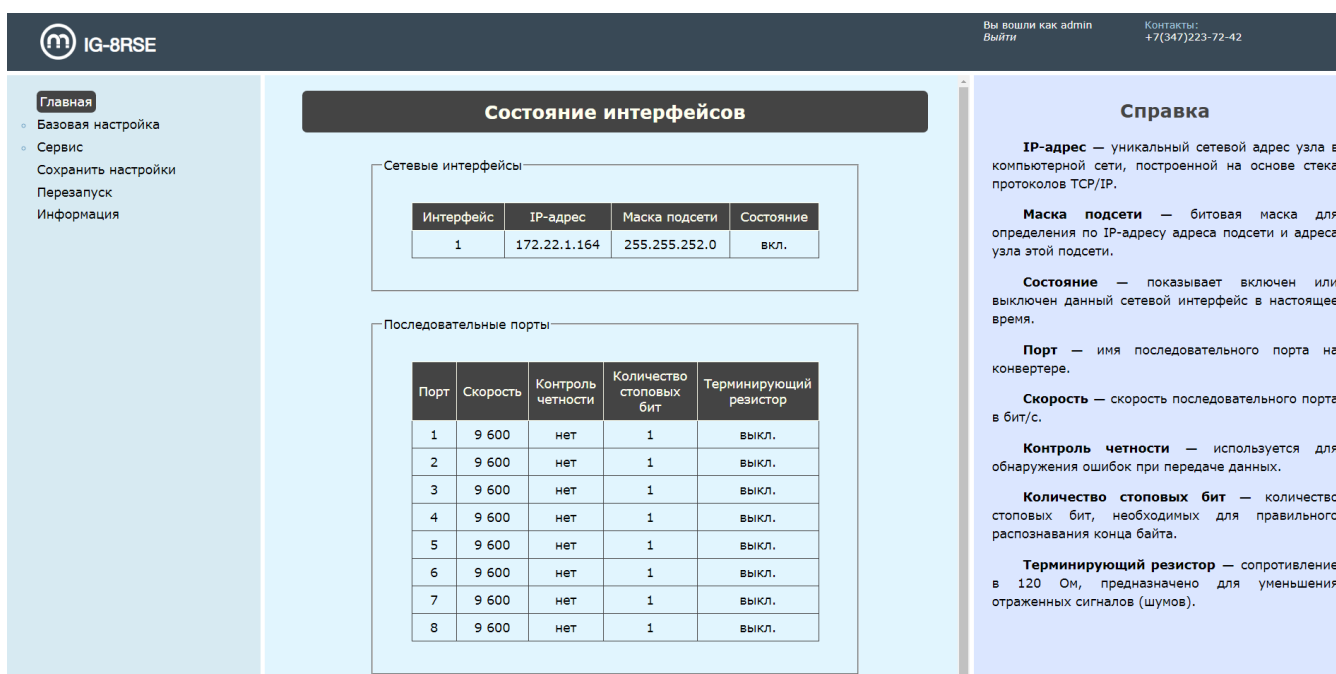 IG-8RSE
Вы вошли как admin
Выйти
Контакты:
+7(347)223-72-42
Главная
Базовая настройка
Сервис
Сохранить настройки
Перезапуск
Информация
Состояние интерфейсов
Сетевые интерфейсы
Интерфейс IP-адрес Маска подсети Состояние
1 172.22.1.164 255.255.252.0 вкл.
Последовательные порты
Порт Скорость Контроль четности Количество стоповых бит Терминирующий резистор
1 9 600 нет 1 выкл.
2 9 600 нет 1 выкл.
3 9 600 нет 1 выкл.
4 9 600 нет 1 выкл.
5 9 600 нет 1 выкл.
6 9 600 нет 1 выкл.
7 9 600 нет 1 выкл.
8 9 600 нет 1 выкл.
Справка
IP-адрес — уникальный сетевой адрес узла в
компьютерной сети, построенной на основе стека
протоколов TCP/IP.
Маска подсети — битовая маска для
определения по IP-адресу адреса подсети и адреса
узла этой подсети.
Состояние — показывает включен или
выключен данный сетевой интерфейс в настоящее
время.
Порт — имя последовательного порта на
конвертере.
Скорость — скорость последовательного порта
в бит/с.
Контроль четности — используется для
обнаружения ошибок при передаче данных.
Количество стоповых бит — количество
стоповых бит, необходимых для правильного
распознавания конца байта.
Терминирующий резистор — сопротивление
в 120 Ом, предназначено для уменьшения
отраженных сигналов (шумов).